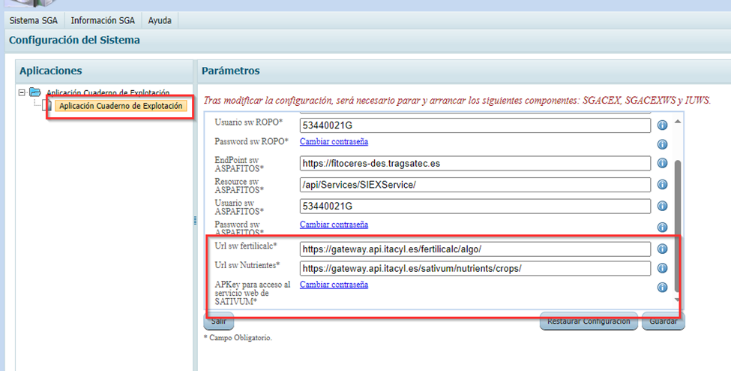 Sistema SGA Información SGA Ayuda
Configuración del Sistema
Aplicaciones
Parámetros
Aplicación Cuaderno de Explotación
Aplicación Cuaderno de Explotación
Tras modificar la configuración, será necesario parar y arrancar los siguientes componentes: SGACEX, SGACEXWS y IUWS.
Usuario sw ROPO* 53440021G
Password sw ROPO* Cambiar contraseña
EndPoint sw
ASPAFITOS* https://fitoceres-des.tragsatec.es
Resource sw
ASPAFITOS* /api/Services/SIEXService/
Usuario sw
ASPAFITOS* 53440021G
Password sw
ASPAFITOS* Cambiar contraseña
Url sw fertilicalc* https://gateway.api.itacyl.es/fertilicalc/algo/
Url sw Nutrientes* https://gateway.api.itacyl.es/sativum/nutrients/crops/
APKey para acceso al Cambiar contraseña
servicio web de
SATIVUM*
Salir Restaurar Configuración Guardar
* Campo Obligatorio.